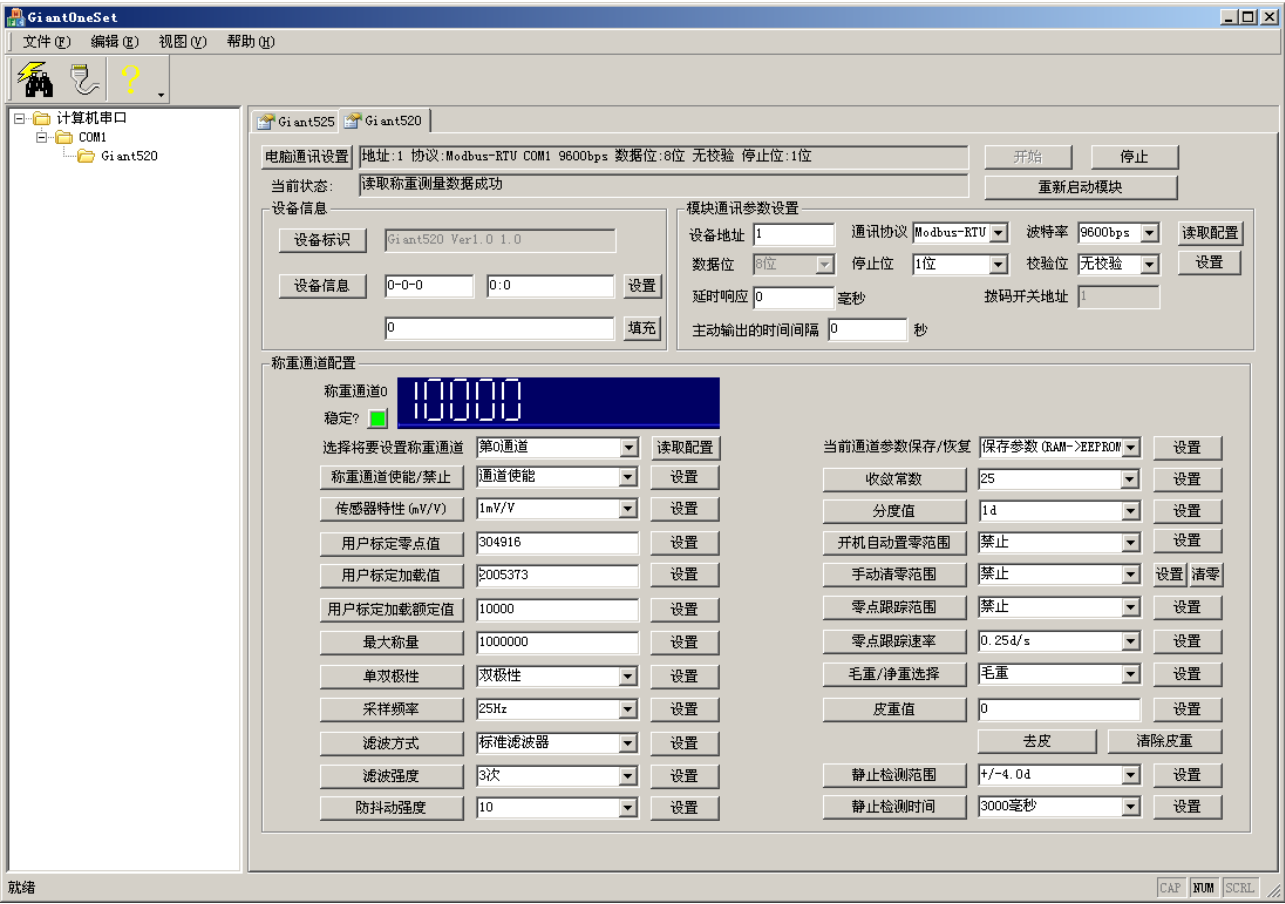 GiantOneSet
文件(F) 编辑(E) 视图(V) 帮助(H)
计算机串口
COM1
Giant520
Giant525 Giant520
电脑通讯设置 地址:1 协议:Modbus-RTU COM1 9600bps 数据位:8位 无校验 停止位:1位 开始 停止
当前状态: 读取称重测量数据成功 重新启动模块
设备信息
设备标识 Giant520 Ver1.0 1.0
设备信息 0-0-0 0:0 设置
0 填充
模块通讯参数设置
设备地址 1 通讯协议 Modbus-RTU 波特率 9600bps 读取配置
数据位 8位 停止位 1位 校验位 无校验 设置
延时响应 0 毫秒 拨码开关地址 1
主动输出的时间间隔 0 秒
称重通道配置
称重通道0 10000
稳定?
选择将要设置称重通道 第0通道 读取配置 当前通道参数保存/恢复 保存参数(RAM->EEPROM 设置
称重通道使能/禁止 通道使能 设置 收敛常数 25 设置
传感器特性(mV/V) 1mV/V 设置 分度值 1d 设置
用户标定零点值 304916 设置 开机自动置零范围 禁止 设置
用户标定加载值 2005373 设置 手动清零范围 禁止 设置 清零
用户标定加载额定值 10000 设置 零点跟踪范围 禁止 设置
最大称量 1000000 设置 零点跟踪速率 0.25d/s 设置
单双极性 双极性 设置 毛重/净重选择 毛重 设置
采样频率 25Hz 设置 皮重值 0 设置
滤波方式 标准滤波器 设置 去皮 清除皮重
滤波强度 3次 设置 静止检测范围 +/-4.0d 设置
防抖动强度 10 设置 静止检测时间 3000毫秒 设置
就绪 CAP NUM SCRL